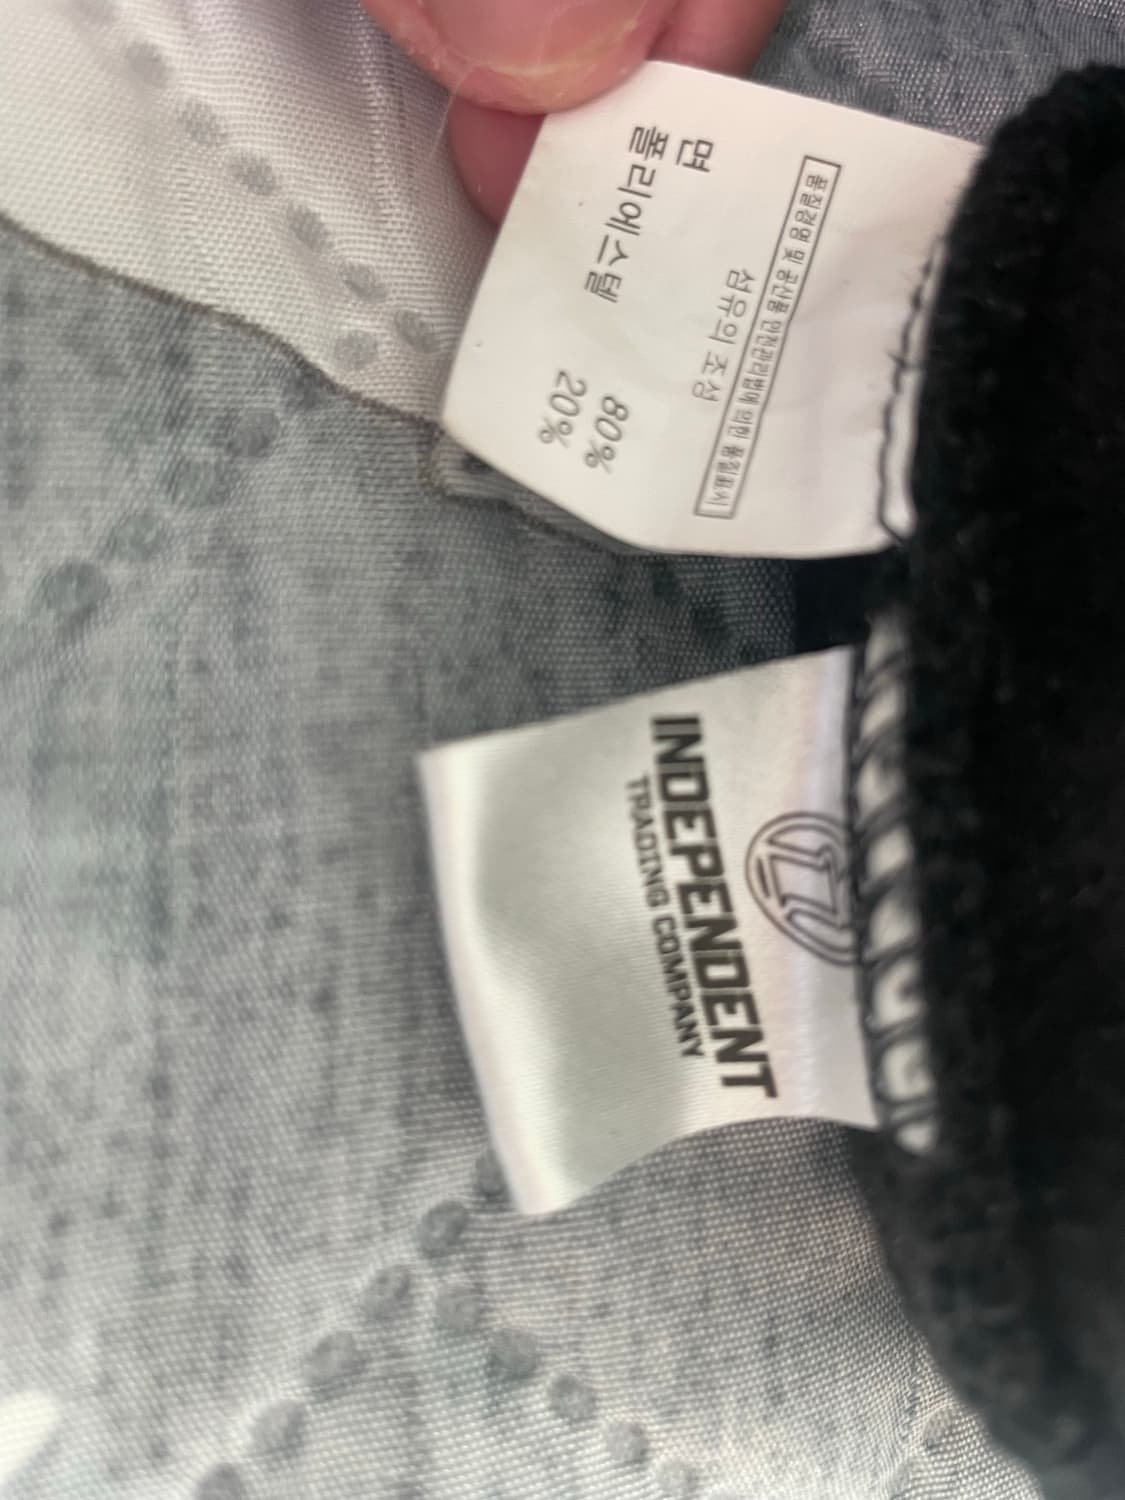 품질경영 및 공산품 안전관리법에 의한 품질표시
섬유의 조성
면 80%
폴리에스텔 20%
INDEPENDENT
TRADING COMPANY